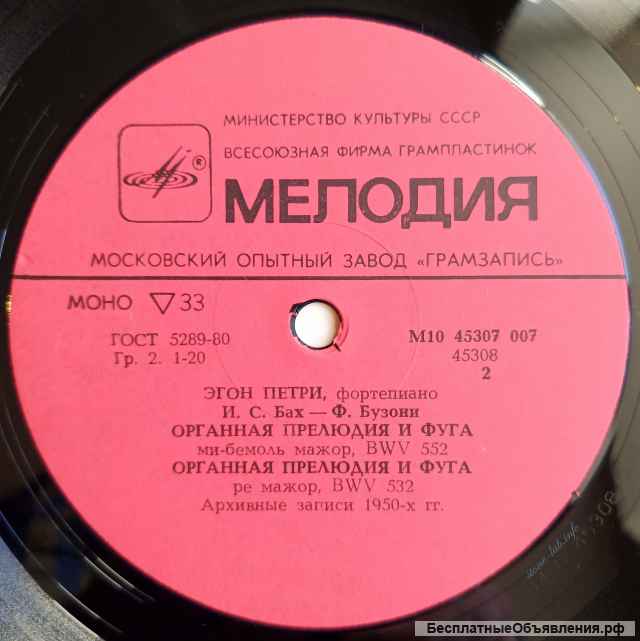 МИНИСТЕРСТВО КУЛЬТУРЫ СССР
ВСЕСОЮЗНАЯ ФИРМА ГРАМПЛАСТИНОК
®
МЕЛОДИЯ
МОСКОВСКИЙ ОПЫТНЫЙ ЗАВОД «ГРАМЗАПИСЬ»
МОНО ▽ 33
ГОСТ 5289-80
Гр. 2. 1-20
М10 45307 007
45308
2
ЭГОН ПЕТРИ, фортепиано
И. С. Бах — Ф. Бузони
ОРГАННАЯ ПРЕЛЮДИЯ И ФУГА
ми-бемоль мажор, BWV 552
ОРГАННАЯ ПРЕЛЮДИЯ И ФУГА
ре мажор, BWV 532
Архивные записи 1950-х гг.
БесплатныеОбъявления.рф